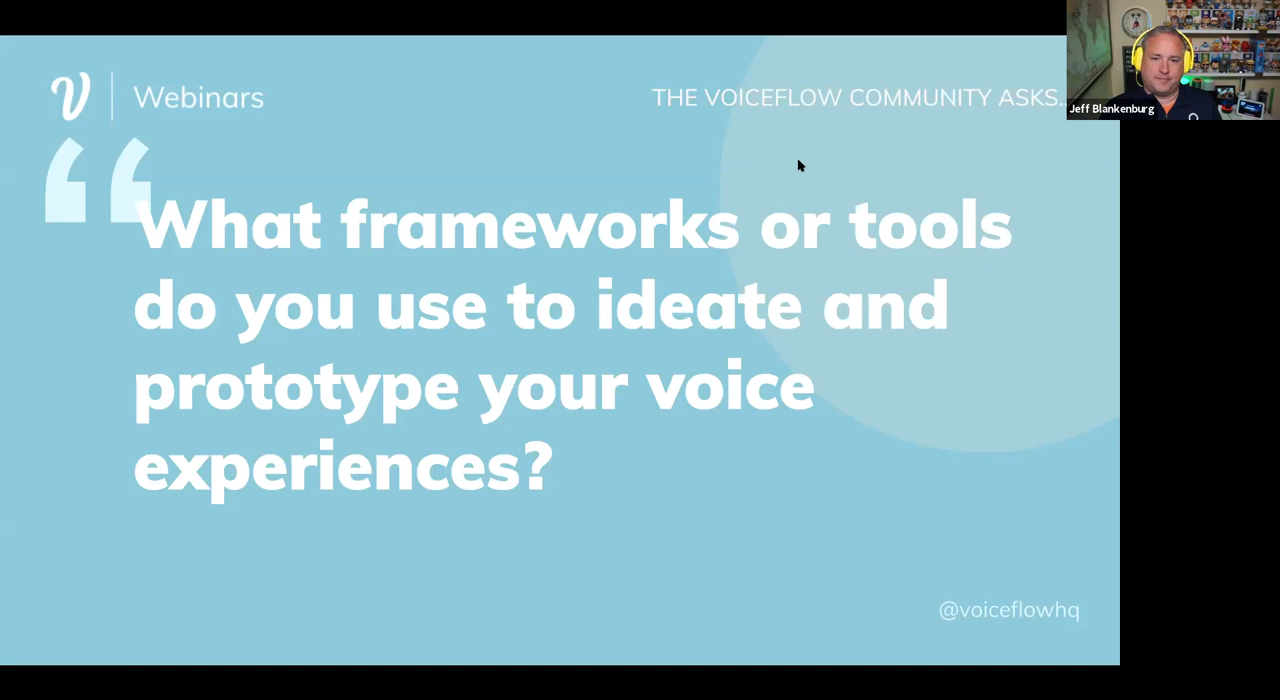 V | Webinars
THE VOICEFLOW COMMUNITY ASKS..
Jeff Blankenburg
“
What frameworks or tools
do you use to ideate and
prototype your voice
experiences?
@voiceflowhq